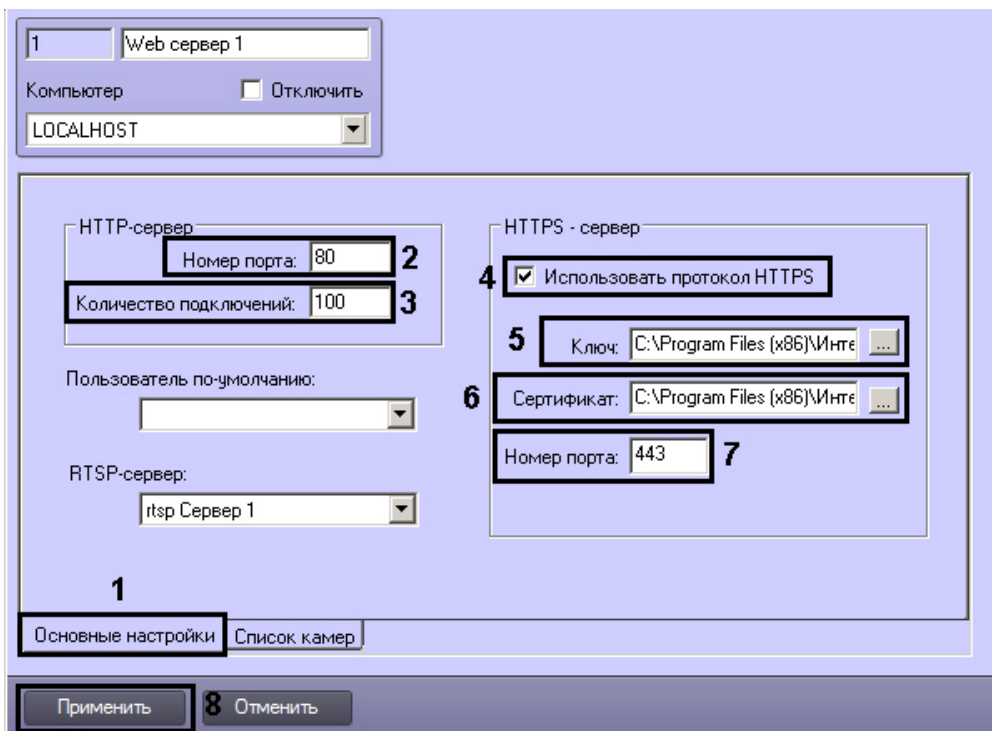 1 Web сервер 1
Компьютер Отключить
LOCALHOST
HTTP-сервер
Номер порта: 80 2
Количество подключений: 100 3
Пользователь по-умолчанию:
RTSP-сервер:
rtsp Сервер 1
HTTPS - сервер
4 Использовать протокол HTTPS
5 Ключ: C:\Program Files (x86)\Инте ...
6 Сертификат: C:\Program Files (x86)\Инте ...
Номер порта: 443 7
1
Основные настройки Список камер
Применить 8 Отменить